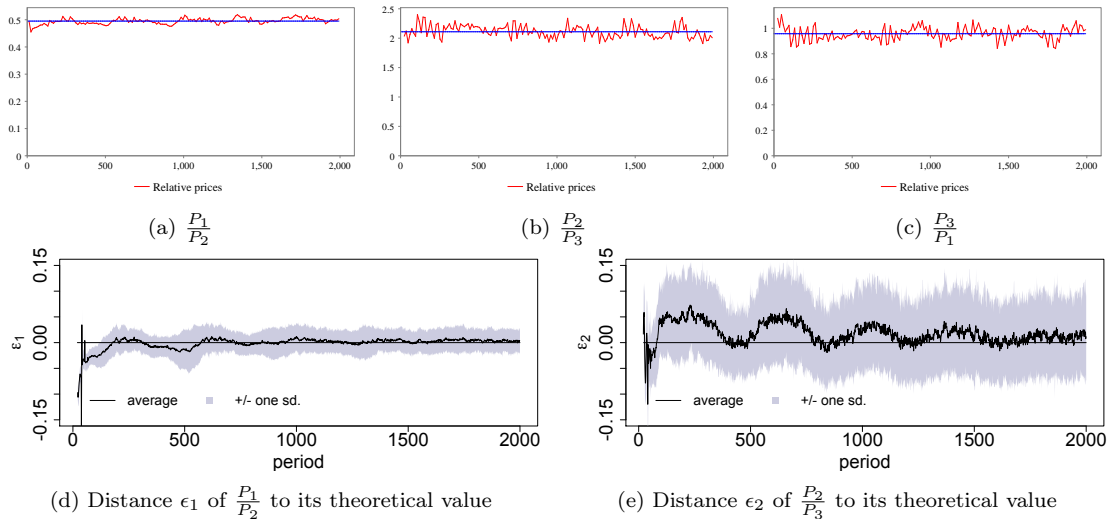 0.5
0.4
0.3
0.2
0.1
0
0 500 1,000 1,500 2,000
Relative prices
2.5
2
1.5
1
0.5
0
0 500 1,000 1,500 2,000
Relative prices
1
0.8
0.6
0.4
0.2
0
0 500 1,000 1,500 2,000
Relative prices
(a) P₁/P₂
(b) P₂/P₃
(c) P₃/P₁
0.15
0.00
-0.15
ε₁
average +/- one sd.
0 500 1000 1500 2000
period
0.15
0.00
-0.15
ε₂
average +/- one sd.
0 500 1000 1500 2000
period
(d) Distance ϵ₁ of P₁/P₂ to its theoretical value
(e) Distance ϵ₂ of P₂/P₃ to its theoretical value